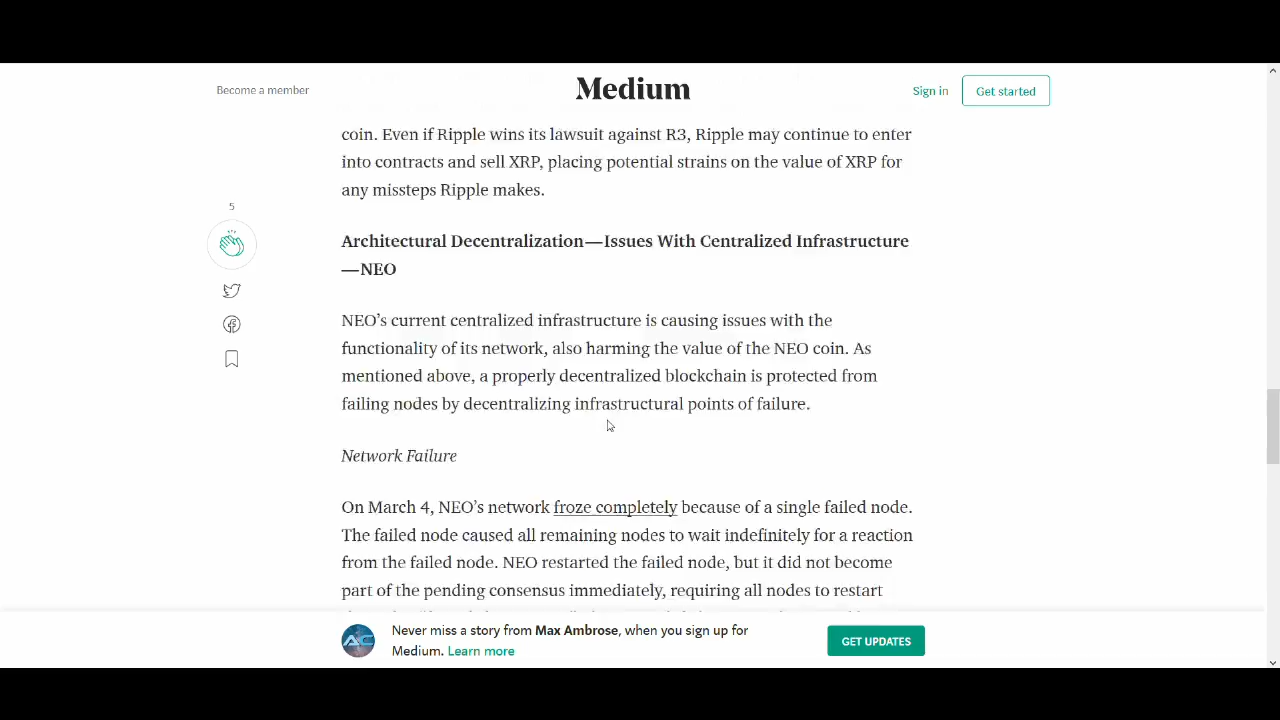 Become a member
Medium
Sign in
Get started
coin. Even if Ripple wins its lawsuit against R3, Ripple may continue to enter
into contracts and sell XRP, placing potential strains on the value of XRP for
any missteps Ripple makes.
5
Architectural Decentralization—Issues With Centralized Infrastructure
—NEO
NEO’s current centralized infrastructure is causing issues with the
functionality of its network, also harming the value of the NEO coin. As
mentioned above, a properly decentralized blockchain is protected from
failing nodes by decentralizing infrastructural points of failure.
Network Failure
On March 4, NEO’s network froze completely because of a single failed node.
The failed node caused all remaining nodes to wait indefinitely for a reaction
from the failed node. NEO restarted the failed node, but it did not become
part of the pending consensus immediately, requiring all nodes to restart
Never miss a story from Max Ambrose, when you sign up for
Medium. Learn more
GET UPDATES